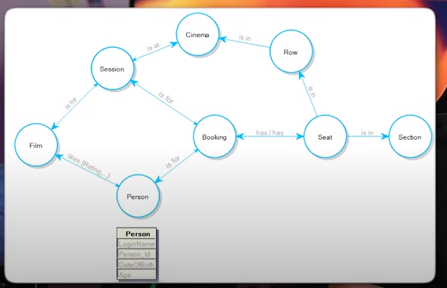 Cinema
is at
is in
Row
Session
is for
is for
is in
Film
Booking
has / has
Seat
is in
Section
likes (Rating,...)
is for
Person
Person
LoginName
Person_Id
DateOfBirth
Age